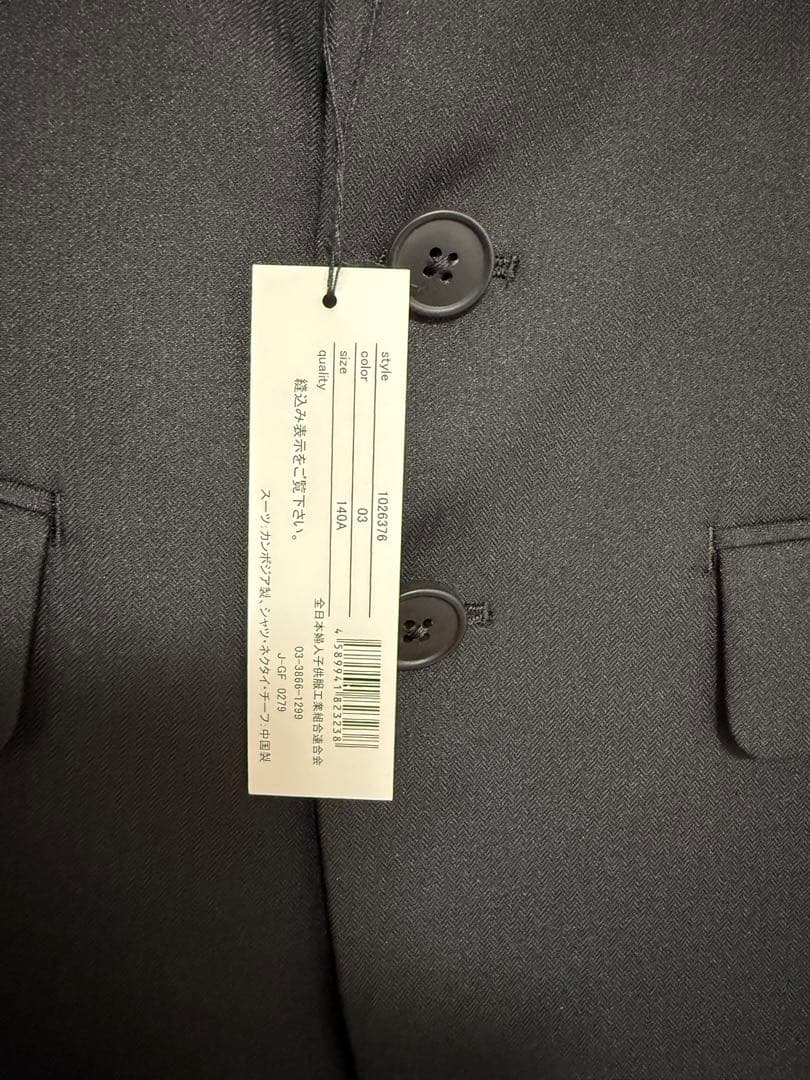 style 1026376
color 03
size 140A
quality
縫込み表示をご覧下さい。
4 589941 823238
全日本婦人子供服工業組合連合会
03-3866-1299
J-GF 0279
スーツ:カンボジア製、シャツ・ネクタイ・チーフ:中国製